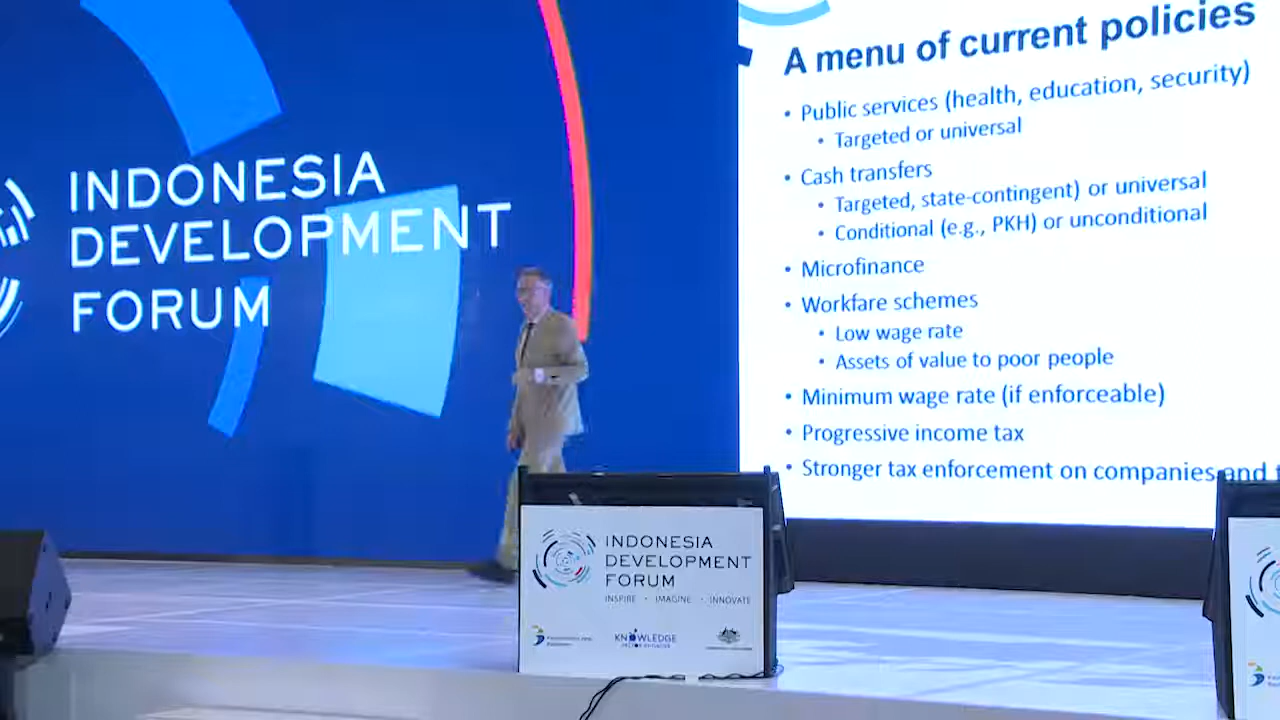 INDONESIA
DEVELOPMENT
FORUM
A menu of current policies
• Public services (health, education, security)
• Targeted or universal
• Cash transfers
• Targeted, state-contingent) or universal
• Conditional (e.g., PKH) or unconditional
• Microfinance
• Workfare schemes
• Low wage rate
• Assets of value to poor people
• Minimum wage rate (if enforceable)
• Progressive income tax
• Stronger tax enforcement on companies and
INDONESIA
DEVELOPMENT
FORUM
INSPIRE • IMAGINE • INNOVATE
KNOWLEDGE